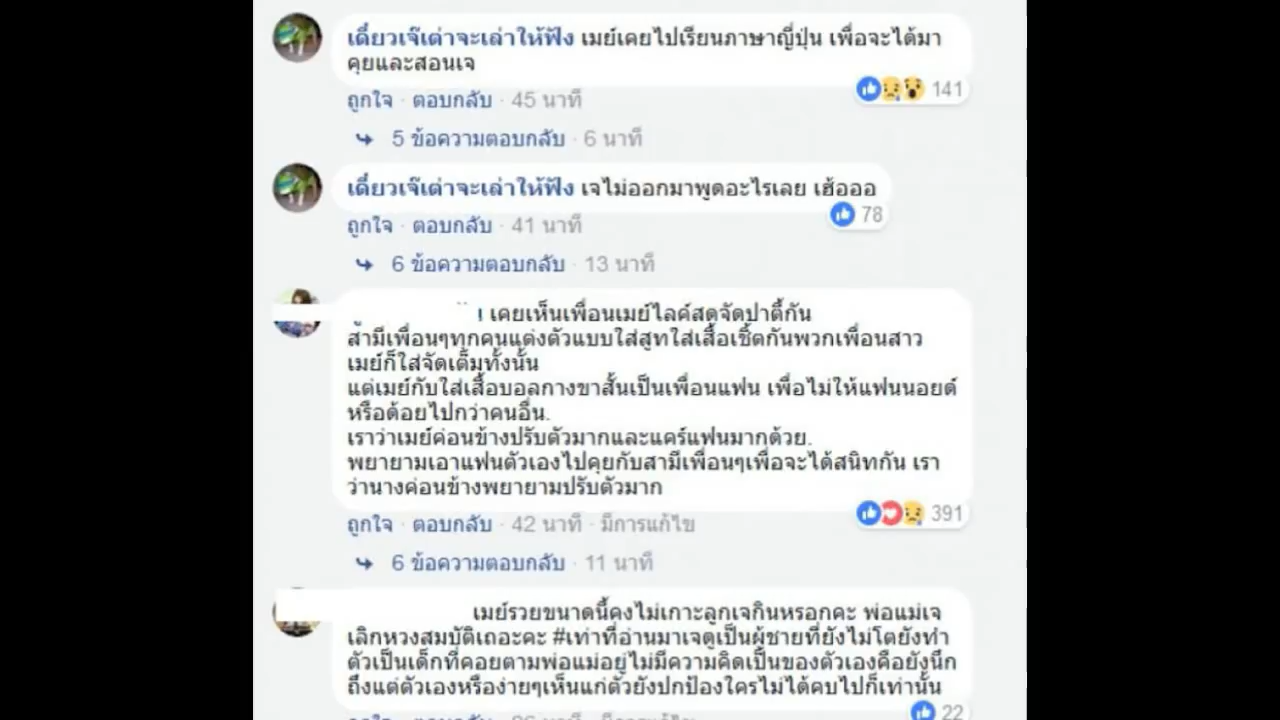 เดี๋ยวเจ๊เต่าจะเล่าให้ฟัง เมย์เคยไปเรียนภาษาญี่ปุ่น เพื่อจะได้มา
คุยและสอนเจ
141
ถูกใจ · ตอบกลับ · 45 นาที
5 ข้อความตอบกลับ · 6 นาที
เดี๋ยวเจ๊เต่าจะเล่าให้ฟัง เจไม่ออกมาพูดอะไรเลย เฮ้อออ
78
ถูกใจ · ตอบกลับ · 41 นาที
6 ข้อความตอบกลับ · 13 นาที
เคยเห็นเพื่อนเมย์ไลค์สดจัดปาตี้กัน
สามีเพื่อนๆทุกคนแต่งตัวแบบใส่สูทใส่เสื้อเชิ้ตกันพวกเพื่อนสาว
เมย์ก็ใส่จัดเต็มทั้งนั้น
แต่เมย์กับใส่เสื้อบอลกางขาสั้นเป็นเพื่อนแฟน เพื่อไม่ให้แฟนนอยด์
หรือด้อยไปกว่าคนอื่น.
เราว่าเมย์ค่อนข้างปรับตัวมากและแคร์แฟนมากด้วย.
พยายามเอาแฟนตัวเองไปคุยกับสามีเพื่อนๆเพื่อจะได้สนิทกัน เรา
ว่านางค่อนข้างพยายามปรับตัวมาก
391
ถูกใจ · ตอบกลับ · 42 นาที · มีการแก้ไข
6 ข้อความตอบกลับ · 11 นาที
เมย์รวยขนาดนี้คงไม่เกาะลูกเจกินหรอกคะ พ่อแม่เจ
เลิกหวงสมบัติเถอะคะ #เท่าที่อ่านมาเจดูเป็นผู้ชายที่ยังไม่โตยังทำ
ตัวเป็นเด็กที่คอยตามพ่อแม่อยู่ไม่มีความคิดเป็นของตัวเองคือยังนึก
ถึงแต่ตัวเองหรือง่ายๆเห็นแก่ตัวยังปกป้องใครไม่ได้คบไปก็เท่านั้น
22